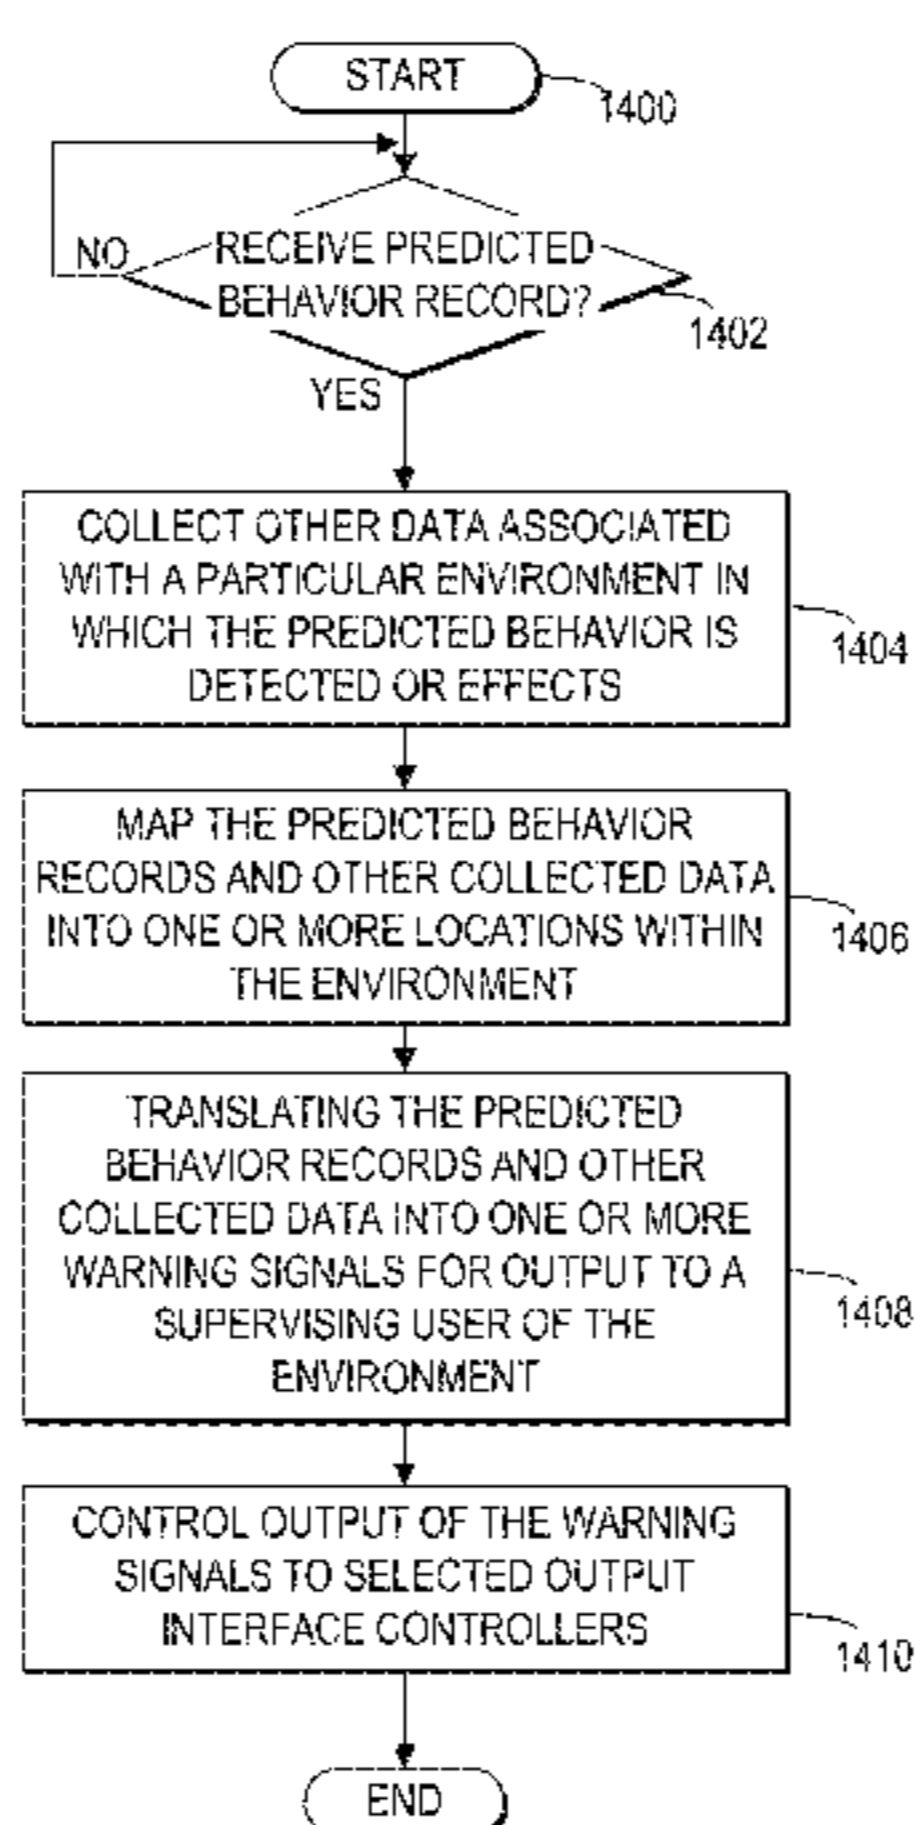 START
1400
NO
RECEIVE PREDICTED
BEHAVIOR RECORD?
1402
YES
COLLECT OTHER DATA ASSOCIATED
WITH A PARTICULAR ENVIRONMENT IN
WHICH THE PREDICTED BEHAVIOR IS
DETECTED OR EFFECTS
1404
MAP THE PREDICTED BEHAVIOR
RECORDS AND OTHER COLLECTED DATA
INTO ONE OR MORE LOCATIONS WITHIN
THE ENVIRONMENT
1406
TRANSLATING THE PREDICTED
BEHAVIOR RECORDS AND OTHER
COLLECTED DATA INTO ONE OR MORE
WARNING SIGNALS FOR OUTPUT TO A
SUPERVISING USER OF THE
ENVIRONMENT
1408
CONTROL OUTPUT OF THE WARNING
SIGNALS TO SELECTED OUTPUT
INTERFACE CONTROLLERS
1410
END